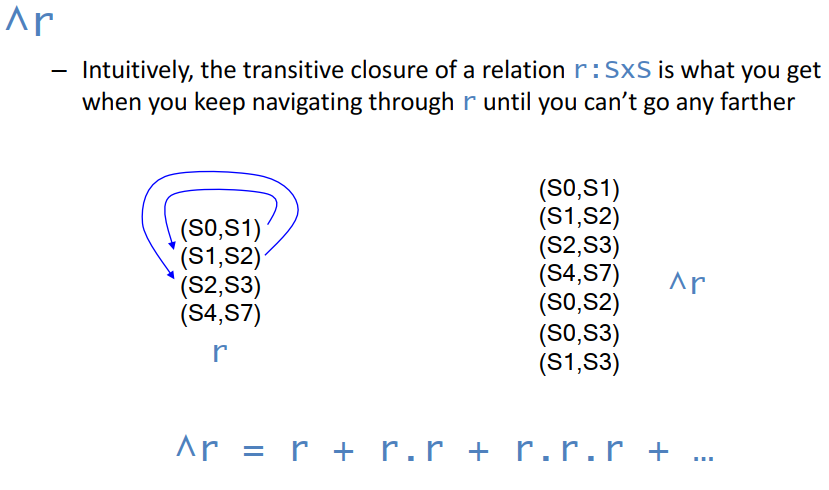 ^r
– Intuitively, the transitive closure of a relation r:SxS is what you get
when you keep navigating through r until you can’t go any farther
(S0,S1)
(S1,S2)
(S2,S3)
(S4,S7)
r
(S0,S1)
(S1,S2)
(S2,S3)
(S4,S7)
(S0,S2)
(S0,S3)
(S1,S3)
^r
^r = r + r.r + r.r.r + …